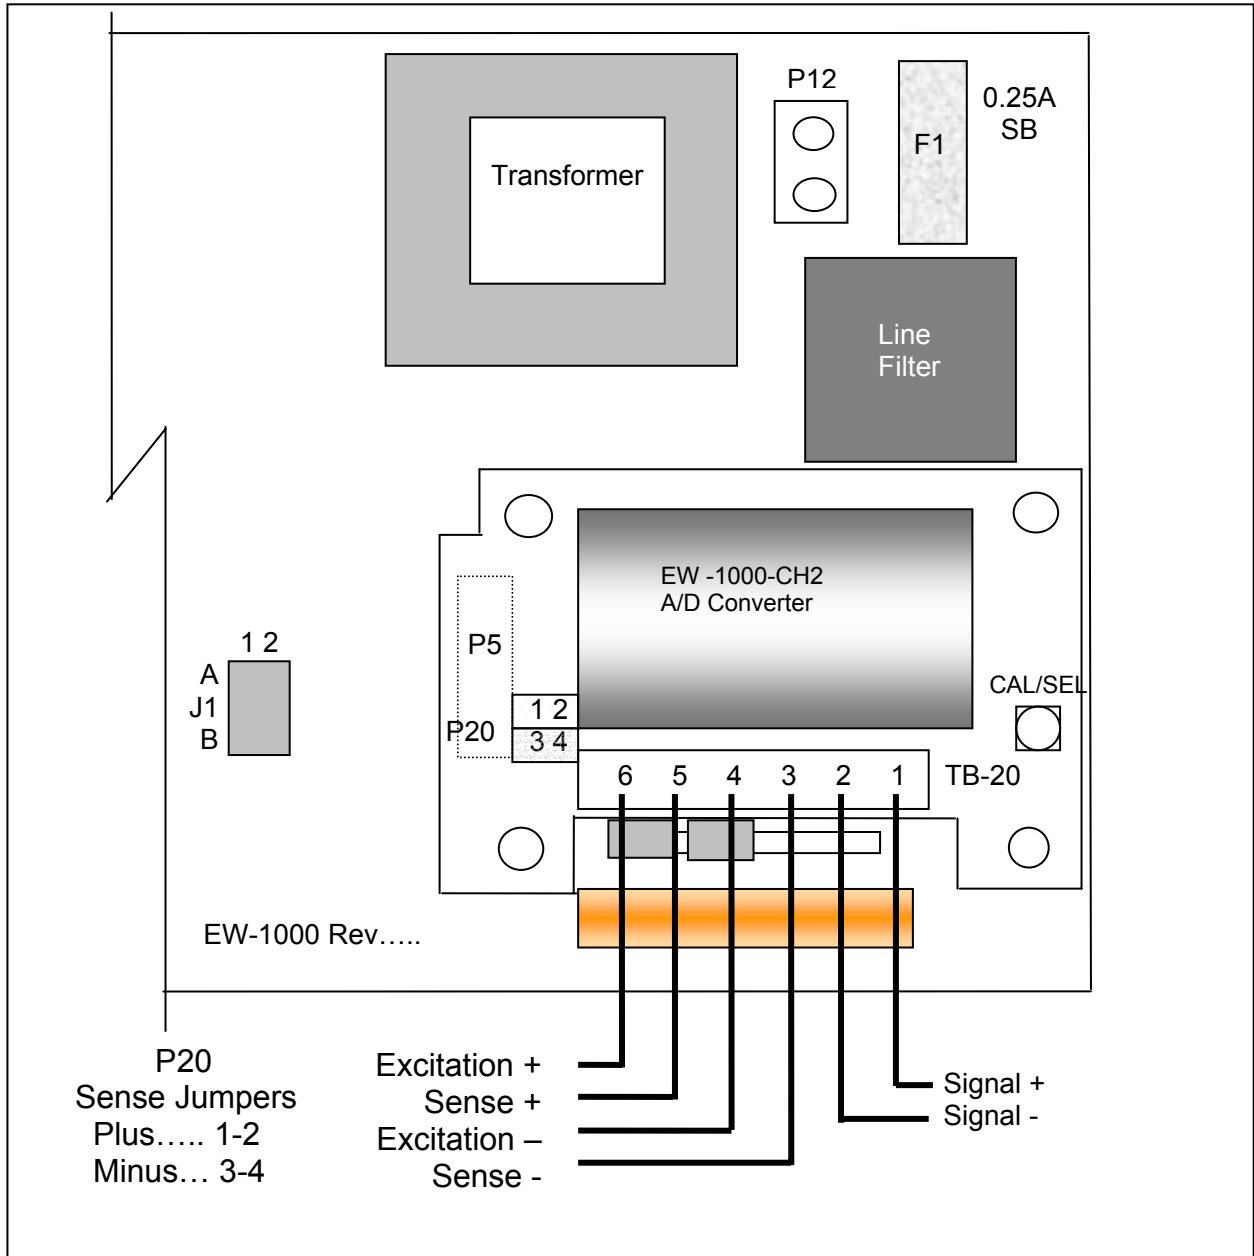 P12
0.25A
SB
F1
Transformer
Line
Filter
EW -1000-CH2
A/D Converter
P5
1 2
A
J1
B
CAL/SEL
1 2
P20
3 4
6 5 4 3 2 1
TB-20
EW-1000 Rev…..
P20
Sense Jumpers
Plus….. 1-2
Minus… 3-4
Excitation +
Sense +
Excitation –
Sense -
Signal +
Signal -